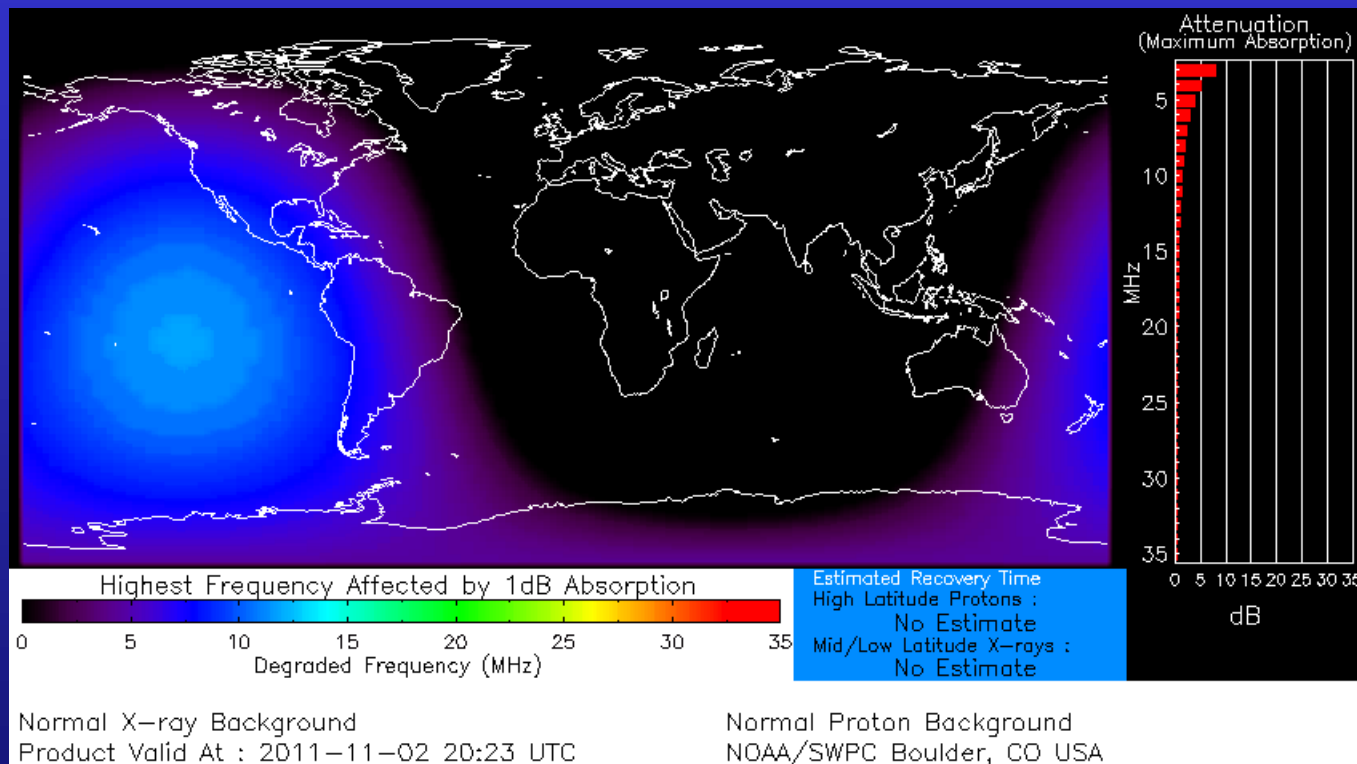 Attenuation
(Maximum Absorption)
5
10
15
20
25
30
35
MHz
0 5 10 15 20 25 30 35
dB
Highest Frequency Affected by 1dB Absorption
0 5 10 15 20 25 30 35
Degraded Frequency (MHz)
Estimated Recovery Time
High Latitude Protons :
No Estimate
Mid/Low Latitude X-rays :
No Estimate
Normal X-ray Background
Product Valid At : 2011-11-02 20:23 UTC
Normal Proton Background
NOAA/SWPC Boulder, CO USA